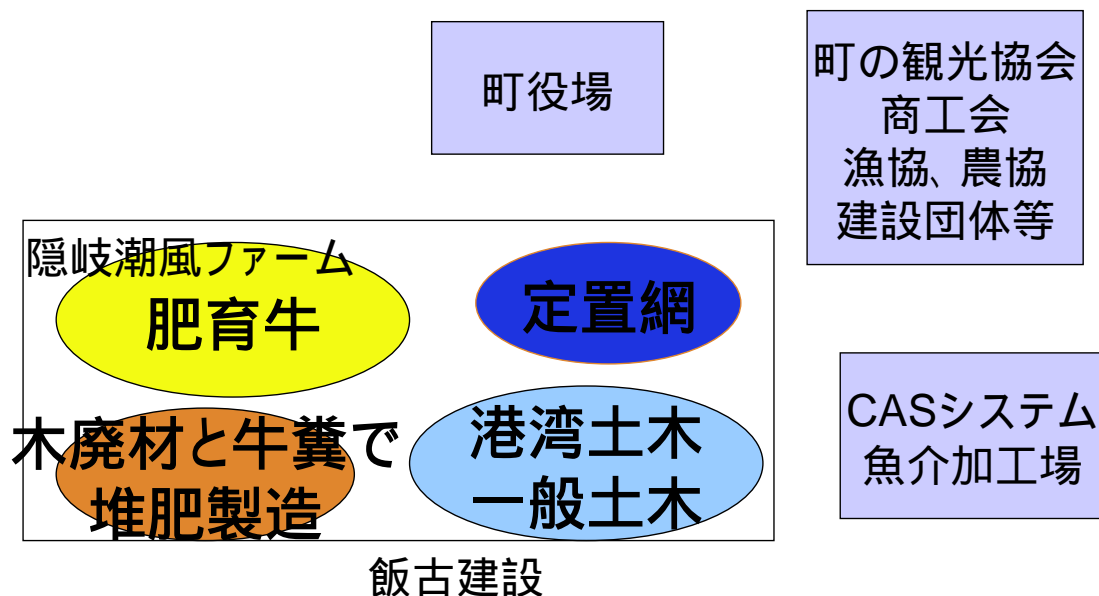 町役場
町の観光協会
商工会
漁協、農協
建設団体等
隠岐潮風ファーム
肥育牛
定置網
木廃材と牛糞で
堆肥製造
港湾土木
一般土木
CASシステム
魚介加工場
飯古建設